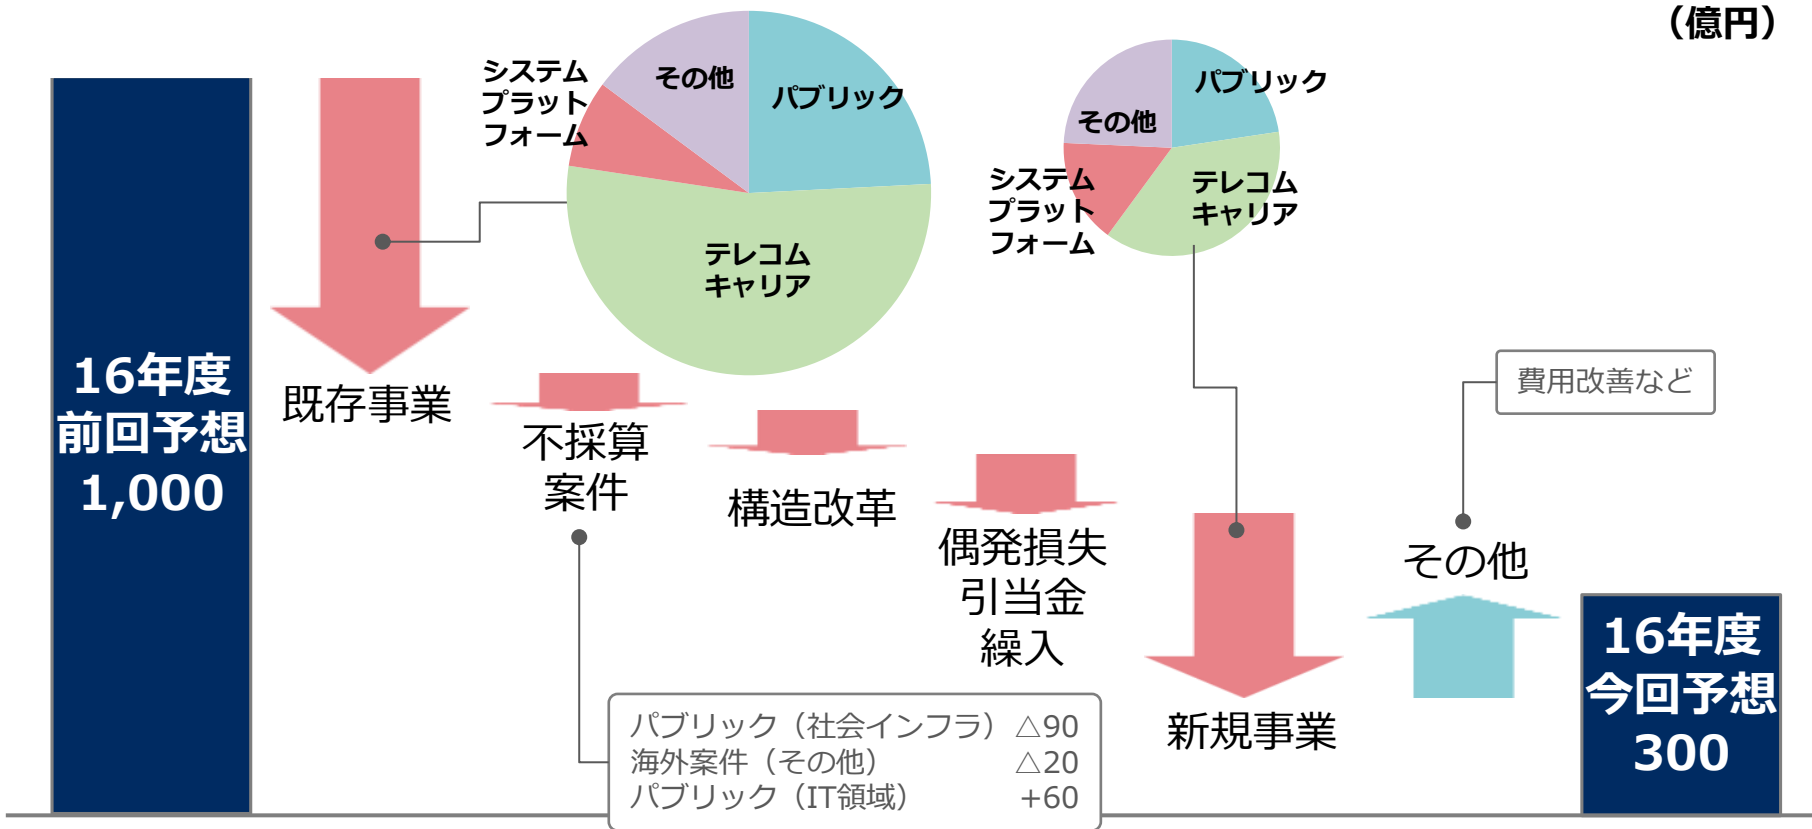 (億円)
16年度
前回予想
1,000
既存事業
システム
プラット
フォーム
その他
パブリック
テレコム
キャリア
不採算
案件
パブリック（社会インフラ） △90
海外案件（その他） △20
パブリック（IT領域） +60
構造改革
偶発損失
引当金
繰入
その他
パブリック
システム
プラット
フォーム
テレコム
キャリア
新規事業
費用改善など
その他
16年度
今回予想
300